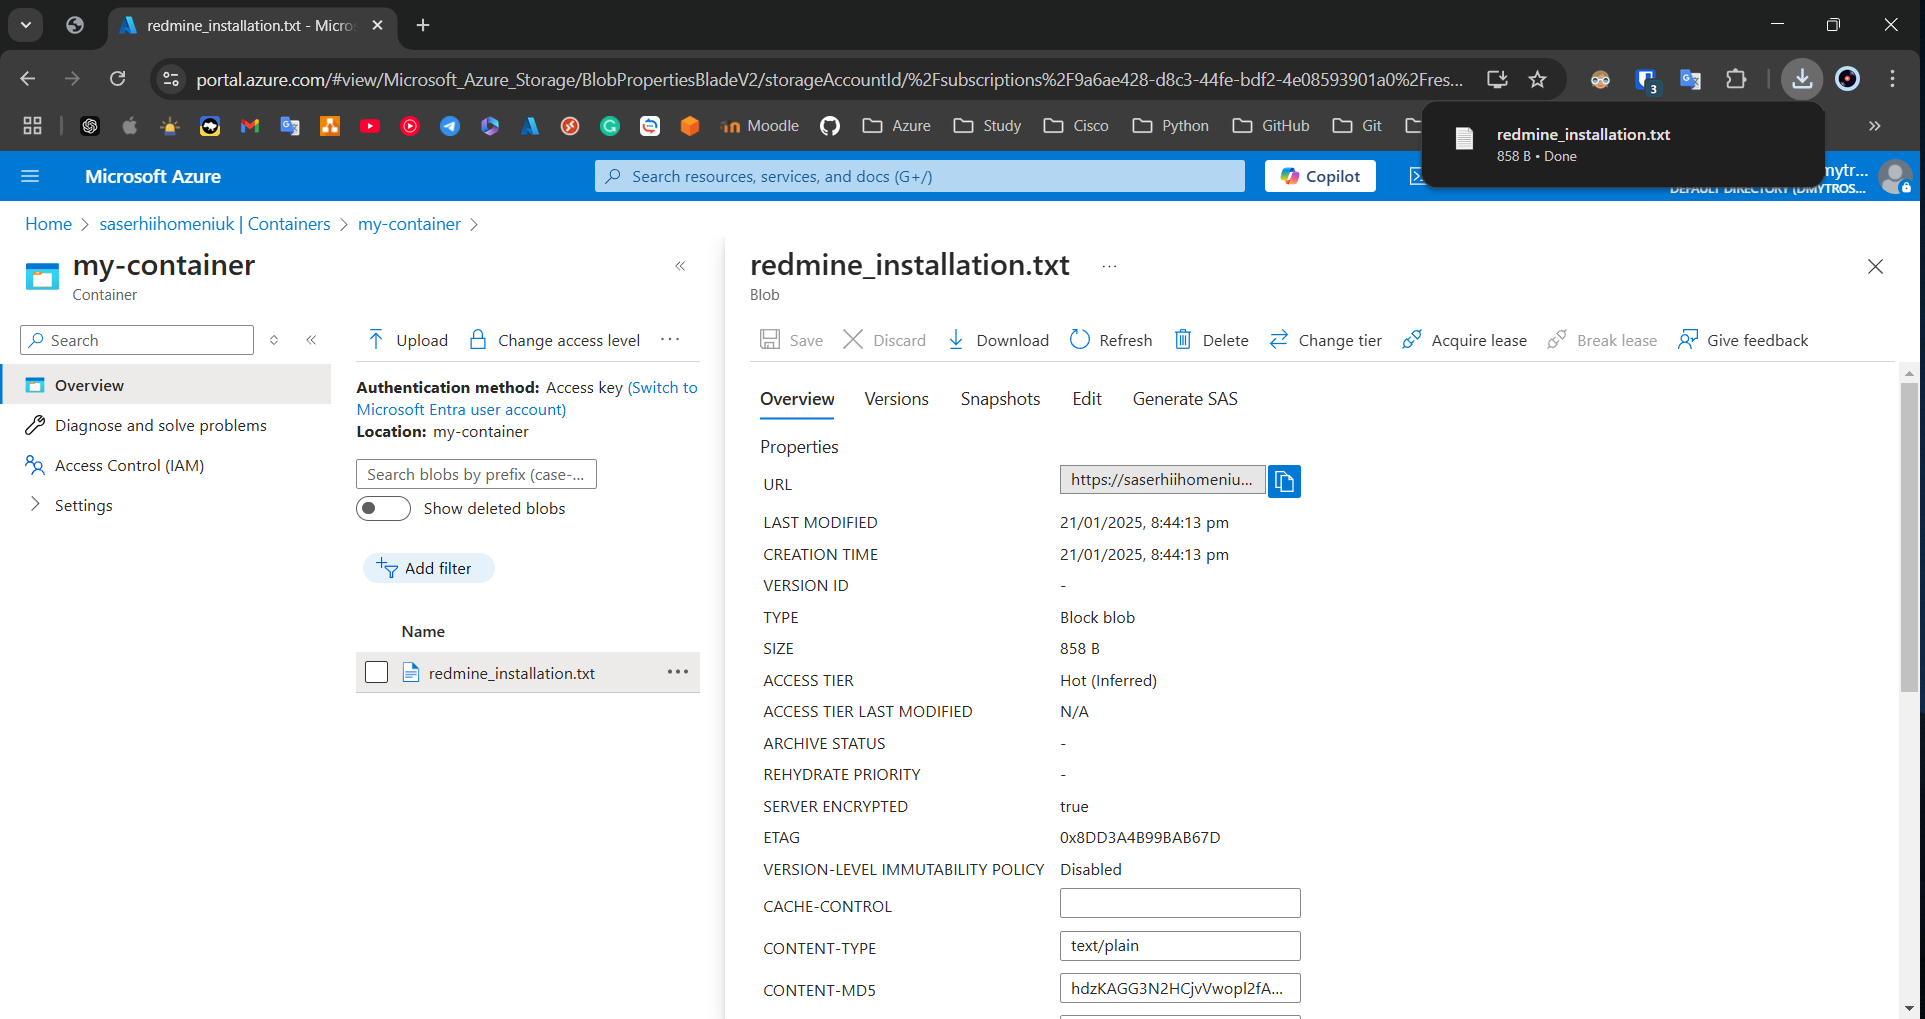 redmine_installation.txt - Micro
portal.azure.com/#view/Microsoft_Azure_Storage/BlobPropertiesBladeV2/storageAccountId/%2Fsubscriptions%2F9a6ae428-d8c3-44fe-bdf2-4e08593901a0%2Fres...
3
Moodle
Azure
Study
Cisco
Python
GitHub
Git
redmine_installation.txt
858 B • Done
Microsoft Azure
Search resources, services, and docs (G+/)
Copilot
mytr...
DEFAULT DIRECTORY (DMYTROS...
Home > saserhiihomeniuk | Containers > my-container >
my-container
Container
Search
Overview
Diagnose and solve problems
Access Control (IAM)
Settings
Upload
Change access level
Authentication method: Access key (Switch to
Microsoft Entra user account)
Location: my-container
Search blobs by prefix (case-...
Show deleted blobs
Add filter
Name
redmine_installation.txt
redmine_installation.txt ...
Blob
Save
Discard
Download
Refresh
Delete
Change tier
Acquire lease
Break lease
Give feedback
Overview
Versions
Snapshots
Edit
Generate SAS
Properties
URL https://saserhiihomeniu...
LAST MODIFIED 21/01/2025, 8:44:13 pm
CREATION TIME 21/01/2025, 8:44:13 pm
VERSION ID -
TYPE Block blob
SIZE 858 B
ACCESS TIER Hot (Inferred)
ACCESS TIER LAST MODIFIED N/A
ARCHIVE STATUS -
REHYDRATE PRIORITY -
SERVER ENCRYPTED true
ETAG 0x8DD3A4B99BAB67D
VERSION-LEVEL IMMUTABILITY POLICY Disabled
CACHE-CONTROL
CONTENT-TYPE text/plain
CONTENT-MD5 hdzKAGG3N2HCjvVwopl2fA...